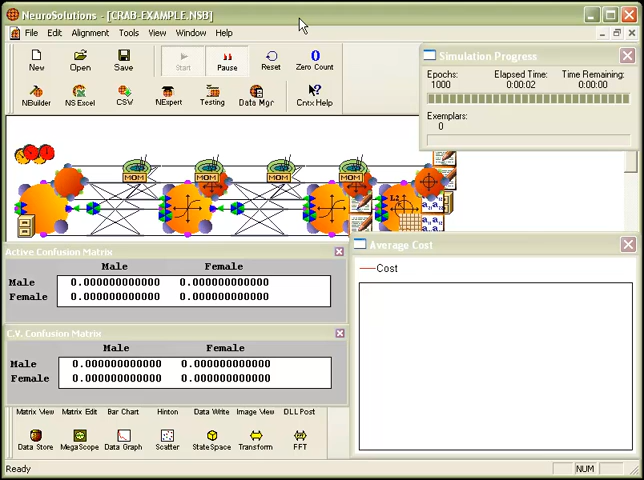 NeuroSolutions - [CRAB-EXAMPLE.NSB]
File Edit Alignment Tools View Window Help
New Open Save Start Pause Reset Zero Count
NBuilder NS Excel CSW NExpert Testing Data Mgr Cntx Help
Simulation Progress
Epochs: Elapsed Time: Time Remaining:
1000 0:00:02 0:00:00
Exemplars:
0
MOM MOM MOM MOM
Active Confusion Matrix
Male Female
Male 0.000000000000 0.000000000000
Female 0.000000000000 0.000000000000
C.V. Confusion Matrix
Male Female
Male 0.000000000000 0.000000000000
Female 0.000000000000 0.000000000000
Average Cost
Cost
Matrix View Matrix Edit Bar Chart Hinton Data Write Image View DLL Post
Data Store MegaScope Data Graph Scatter StateSpace Transform FFT
Ready NUM